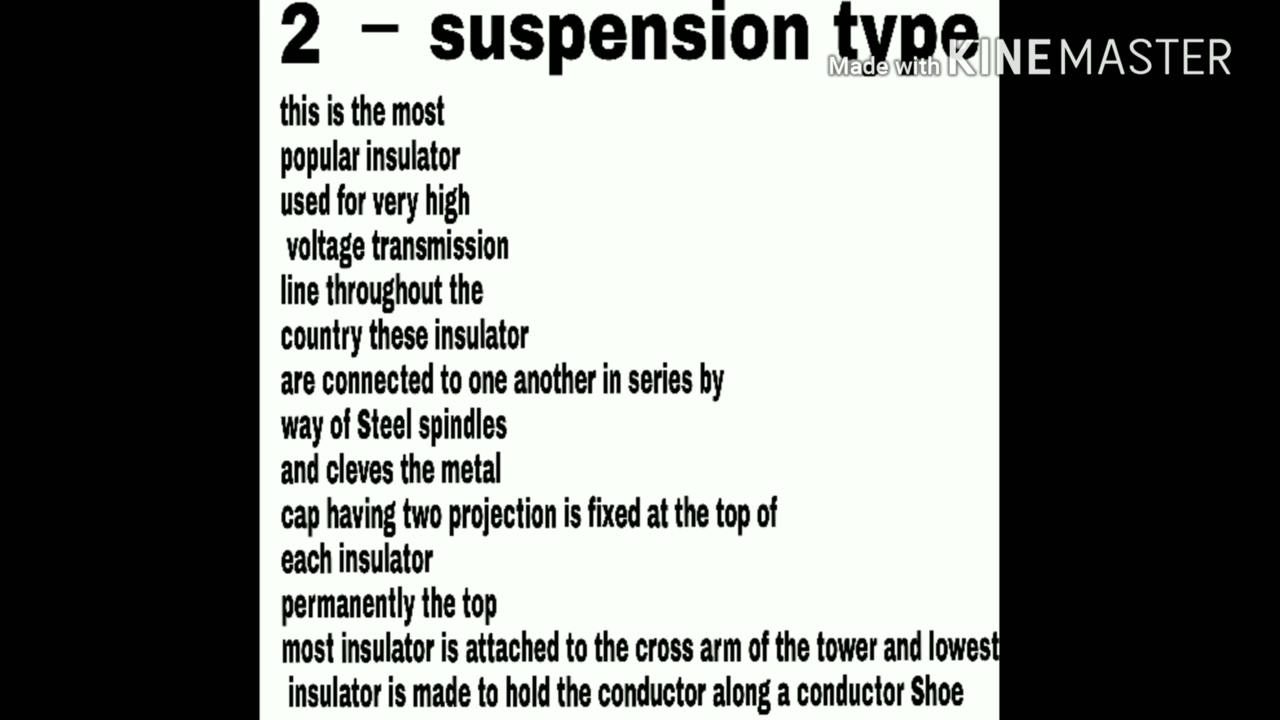 2 - suspension type
Made with KINEMASTER
this is the most
popular insulator
used for very high
voltage transmission
line throughout the
country these insulator
are connected to one another in series by
way of Steel spindles
and cleves the metal
cap having two projection is fixed at the top of
each insulator
permanently the top
most insulator is attached to the cross arm of the tower and lowest
insulator is made to hold the conductor along a conductor Shoe